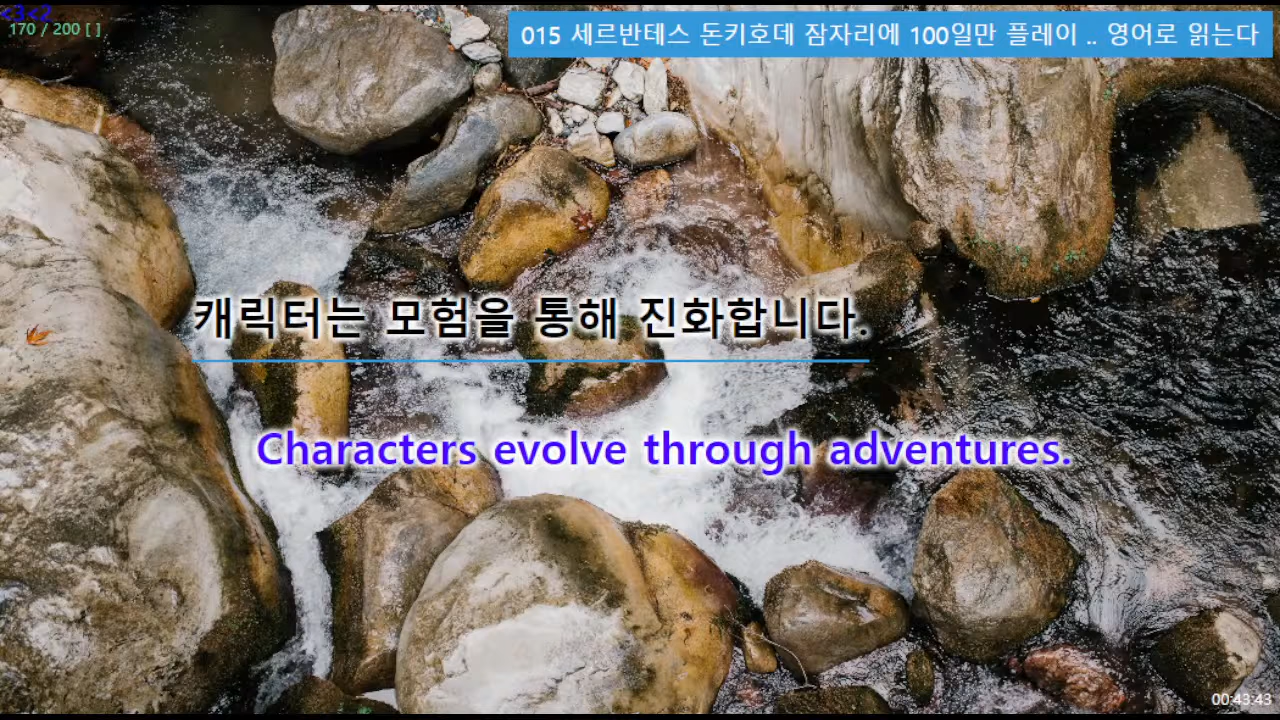 <3<2
170 / 200 [ ]
015 세르반테스 돈키호데 잠자리에 100일만 플레이 .. 영어로 읽는다
캐릭터는 모험을 통해 진화합니다.
Characters evolve through adventures.
00:43:43